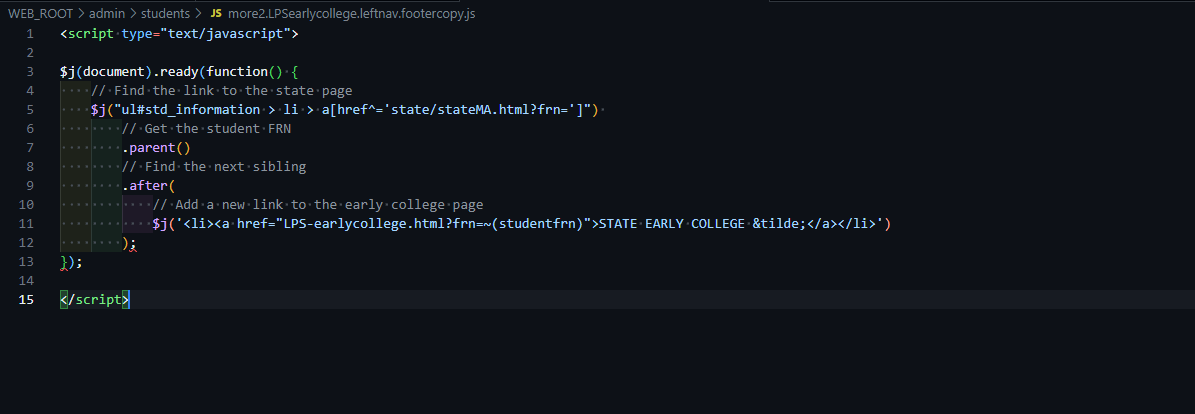 WEB_ROOT > admin > students > JS more2.LPSearlycollege.leftnav.footercopy.js
1 <script type="text/javascript">
2
3 $j(document).ready(function() {
4 // Find the link to the state page
5 $j("ul#std_information > li > a[href^='state/stateMA.html?frn=']")
6 // Get the student FRN
7 .parent()
8 // Find the next sibling
9 .after(
10 // Add a new link to the early college page
11 $j('<li><a href="LPS-earlycollege.html?frn=~(studentfrn)">STATE EARLY COLLEGE &tilde;</a></li>')
12 );
13 });
14
15 </script>